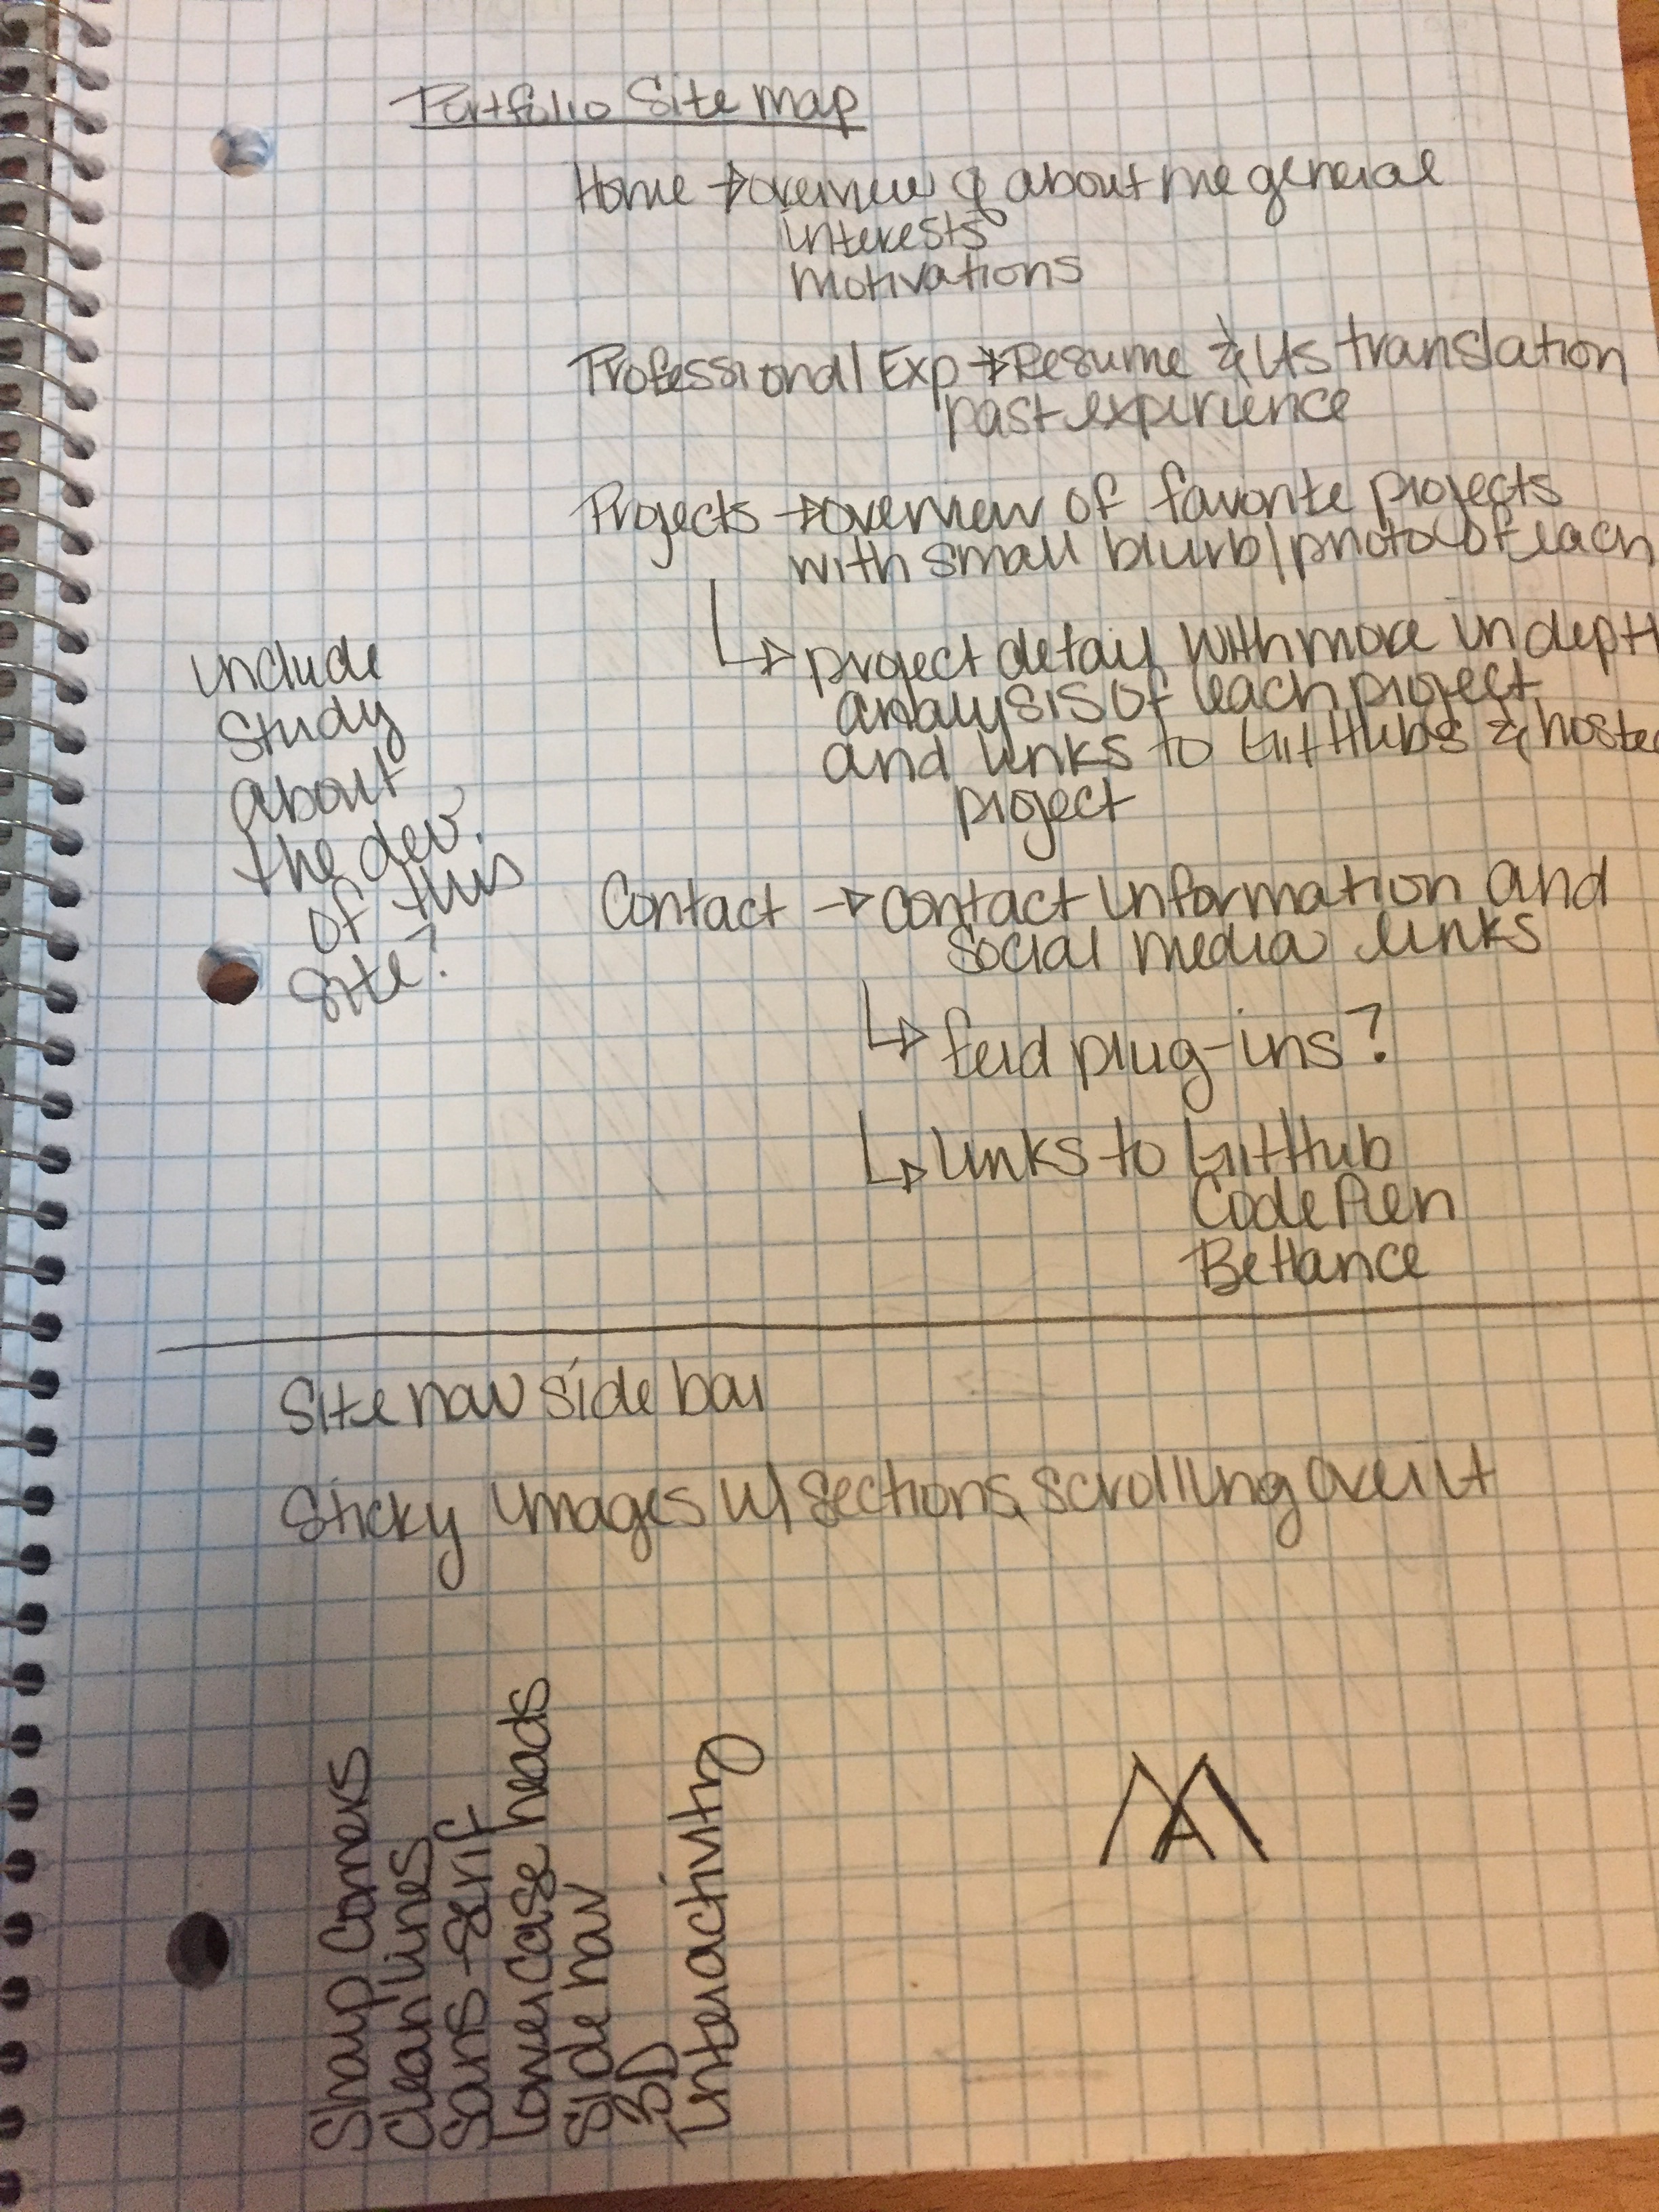 Portfolio Site Map
Home → overview & about me general
interests
motivations
Professional Exp → Resume & its translation
past experience
Projects → overview of favorite projects
with small blurb/photo of each
↳ project detail with more in depth
analysis of each project
and links to GitHubs & hosted
project
include
study
about
the dev.
of this
site?
Contact → contact information and
social media links
↳ feed plug-ins?
↳ links to GitHub
CodePen
BeHance
Site nav side bar
Sticky images w/ sections scrolling over it
Sharp Corners
Clean lines
Sans-serif
Lowercase heads
Side nav
3D
Interactivity
MA